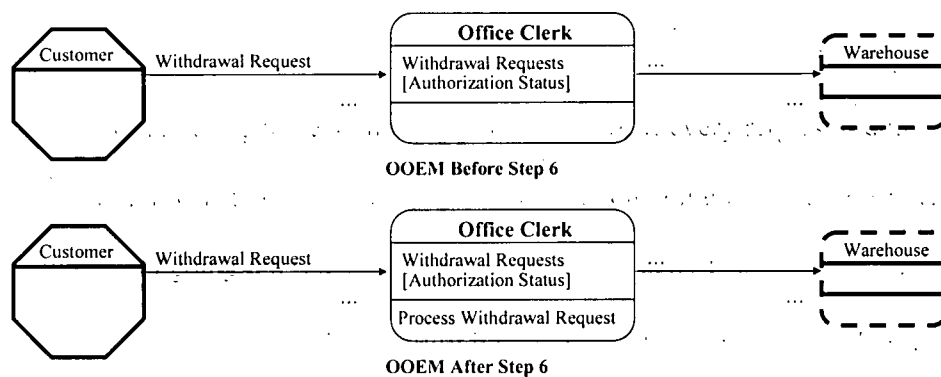 Customer
Withdrawal Request
...
Office Clerk
Withdrawal Requests
[Authorization Status]
...
...
Warehouse
OOEM Before Step 6
Customer
Withdrawal Request
...
Office Clerk
Withdrawal Requests
[Authorization Status]
Process Withdrawal Request
...
...
Warehouse
OOEM After Step 6